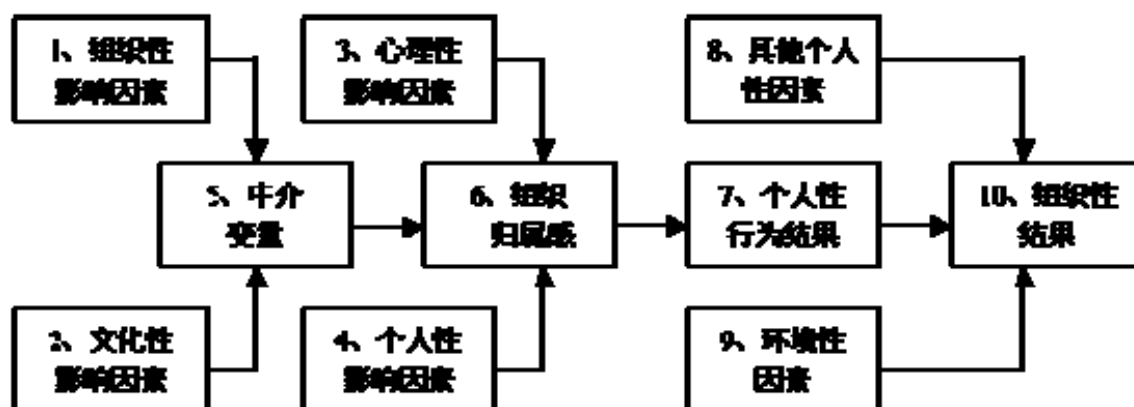 1、组织性
影响因素
3、心理性
影响因素
8、其他个人
性因素
5、中介
变量
6、组织
归属感
7、个人性
行为结果
10、组织性
结果
2、文化性
影响因素
4、个人性
影响因素
9、环境性
因素